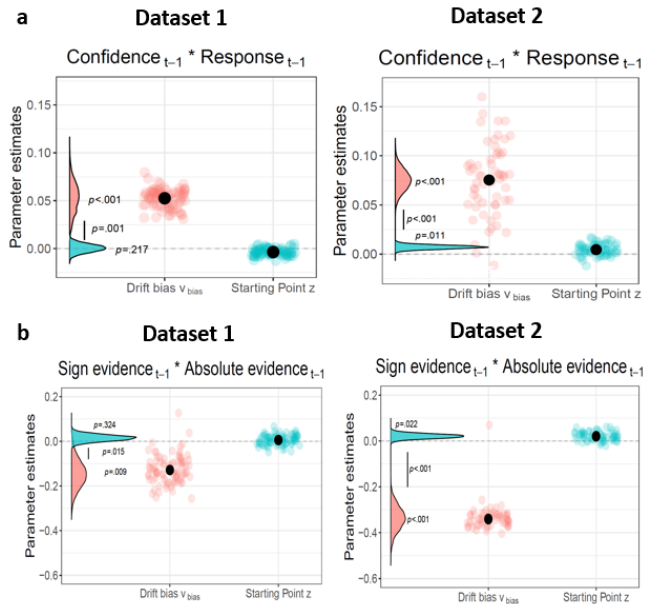 a
Dataset 1
Dataset 2
Confidence t−1 * Response t−1
Confidence t−1 * Response t−1
Parameter estimates
0.15
0.10
0.05
0.00
p<.001
p=.001
p=.217
Drift bias v bias
Starting Point z
Parameter estimates
0.15
0.10
0.05
0.00
p<.001
p<.001
p=.011
Drift bias v bias
Starting Point z
b
Dataset 1
Dataset 2
Sign evidence t−1 * Absolute evidence t−1
Sign evidence t−1 * Absolute evidence t−1
Parameter estimates
0.2
0.0
−0.2
−0.4
−0.6
p=.324
p=.015
p=.009
Drift bias v bias
Starting Point z
Parameter estimates
0.2
0.0
−0.2
−0.4
−0.6
p=.022
p<.001
p<.001
Drift bias v bias
Starting Point z